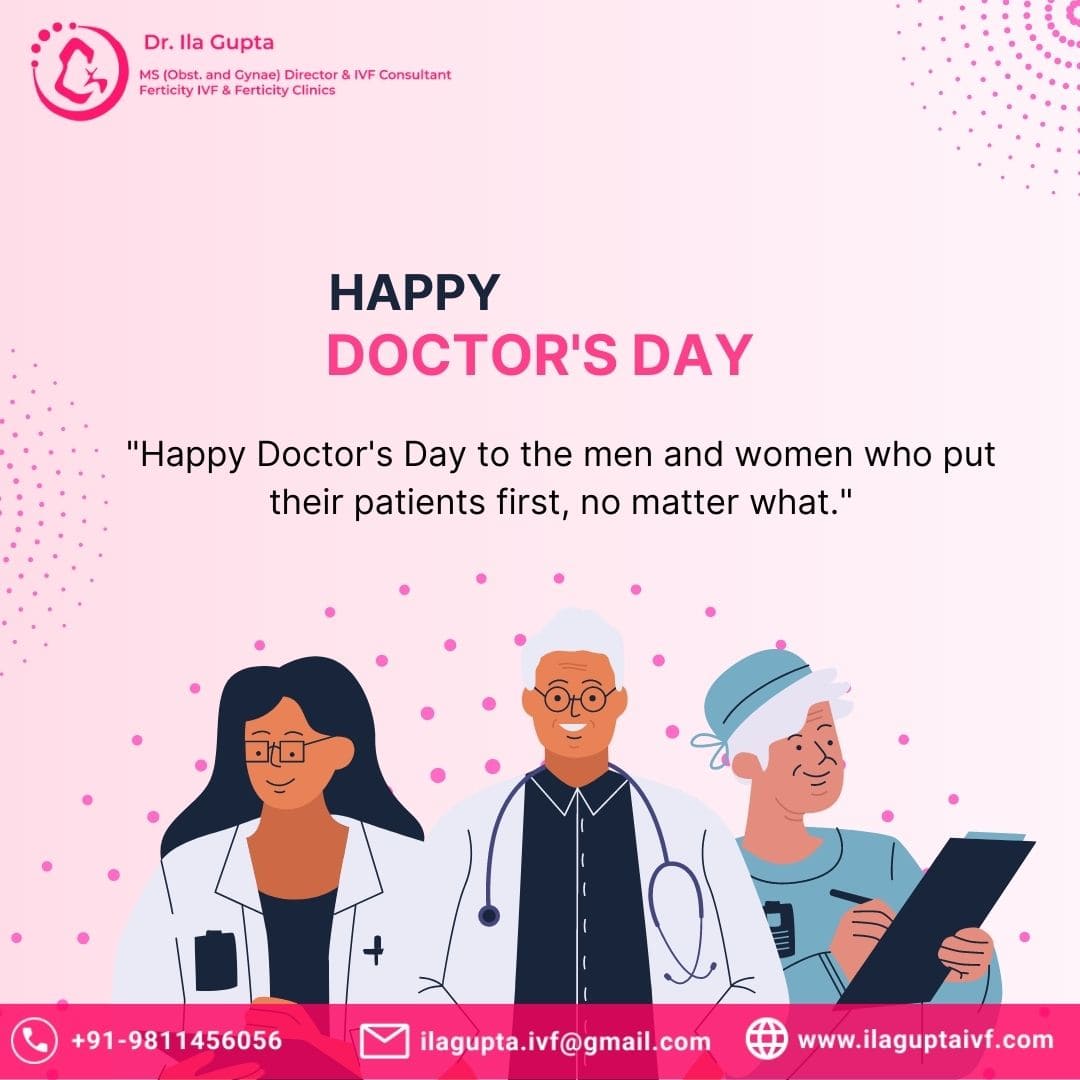 Dr. Ila Gupta
MS (Obst. and Gynae) Director & IVF Consultant
Ferticity IVF & Ferticity Clinics
HAPPY
DOCTOR'S DAY
"Happy Doctor's Day to the men and women who put
their patients first, no matter what."
+91-9811456056
ilagupta.ivf@gmail.com
www.ilaguptaivf.com